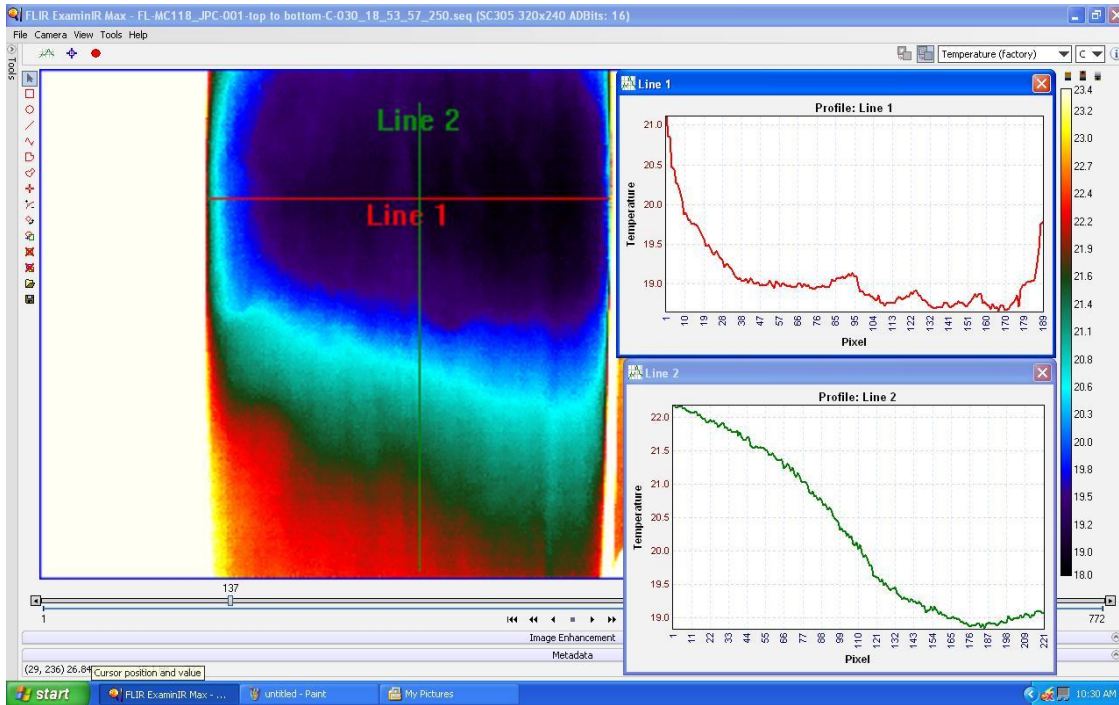 FLIR ExaminIR Max - FL-MC118_JPC-001-top to bottom-C-030_18_53_57_250.seq (SC305 320x240 ADBits: 16)
File Camera View Tools Help
Temperature (factory)
C
Tools
Line 2
Line 1
Line 1
Profile: Line 1
Temperature
21.0
20.5
20.0
19.5
19.0
1 10 19 28 38 47 57 66 76 85 95 104 113 122 132 141 151 160 170 179 189
Pixel
Line 2
Profile: Line 2
Temperature
22.0
21.5
21.0
20.5
20.0
19.5
19.0
1 11 22 33 44 55 66 77 88 99 110 121 132 143 154 165 176 187 198 209 221
Pixel
23.4
23.0
22.7
22.4
22.2
21.9
21.6
21.4
21.1
20.8
20.6
20.3
20.0
19.8
19.5
19.2
19.0
18.0
137
1
772
Image Enhancement
Metadata
(29, 236) 26.84
Cursor position and value
start
FLIR ExaminIR Max - ...
untitled - Paint
My Pictures
10:30 AM